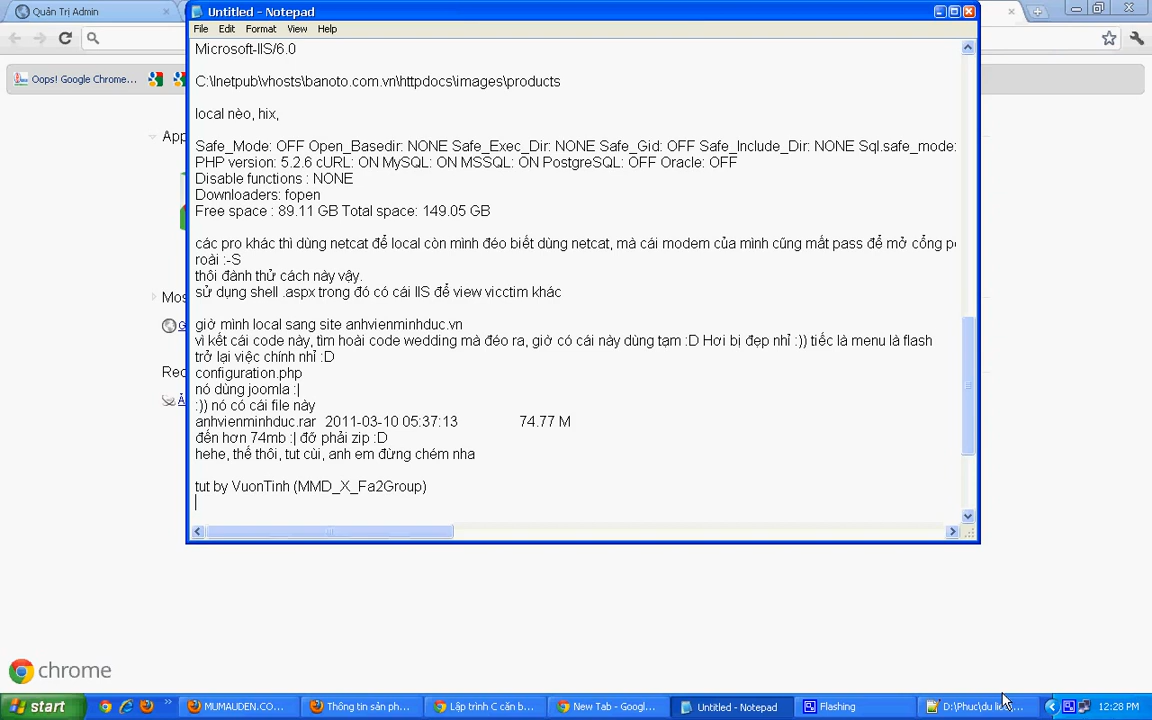 Quản Trị Admin
Untitled - Notepad
File Edit Format View Help
Oops! Google Chrome...
Microsoft-IIS/6.0
C:\Inetpub\vhosts\banoto.com.vn\httpdocs\images\products
local nèo, hix,
App
Safe_Mode: OFF Open_Basedir: NONE Safe_Exec_Dir: NONE Safe_Gid: OFF Safe_Include_Dir: NONE Sql.safe_mode:
PHP version: 5.2.6 cURL: ON MySQL: ON MSSQL: ON PostgreSQL: OFF Oracle: OFF
Disable functions : NONE
Downloaders: fopen
Free space : 89.11 GB Total space: 149.05 GB
các pro khác thì dùng netcat để local còn mình đéo biết dùng netcat, mà cái modem của mình cũng mất pass để mở cổng
roài :-S
thôi đành thử cách này vậy.
sử dụng shell .aspx trong đó có cái IIS để view vicctim khác
Mos
giờ mình local sang site anhvienminhduc.vn
vì kết cái code này, tìm hoài code wedding mà đéo ra, giờ có cái này dùng tạm :D Hơi bị đẹp nhỉ :)) tiếc là menu là flash
trở lại việc chính nhỉ :D
Rec
configuration.php
nó dùng joomla :|
:)) nó có cái file này
anhvienminhduc.rar 2011-03-10 05:37:13 74.77 M
đến hơn 74mb :| đỡ phải zip :D
hehe, thế thôi, tut cùi, anh em đừng chém nha
tut by VuonTinh (MMD_X_Fa2Group)
chrome
start
MUMAUDEN.CO...
Thông tin sản ph...
Lập trình C căn b...
New Tab - Googl...
Untitled - Notepad
Flashing
12:28 PM